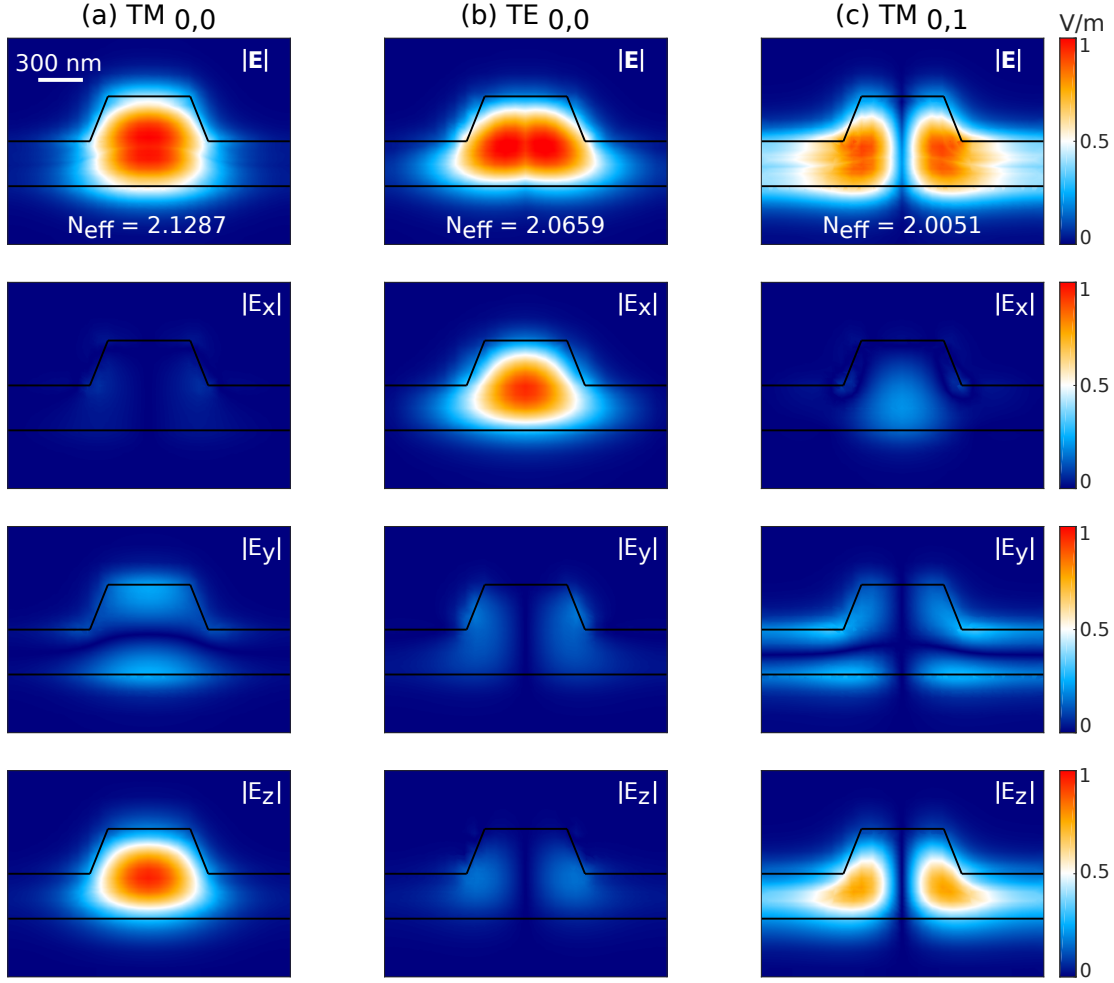 (a) TM 0,0
(b) TE 0,0
(c) TM 0,1
V/m
300 nm
|E|
|E|
|E|
1
0.5
0
Neff = 2.1287
Neff = 2.0659
Neff = 2.0051
|Ex|
|Ex|
|Ex|
1
0.5
0
|Ey|
|Ey|
|Ey|
1
0.5
0
|Ez|
|Ez|
|Ez|
1
0.5
0